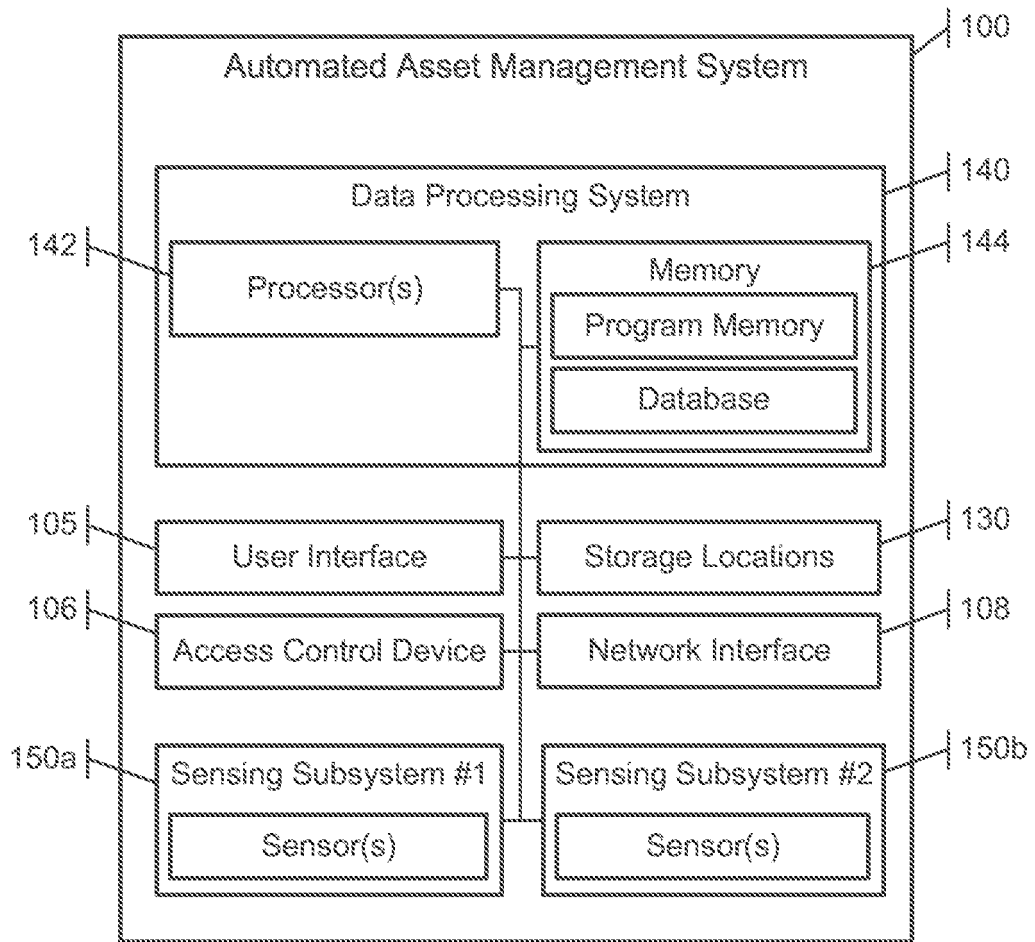 100
Automated Asset Management System
140
Data Processing System
142
144
Processor(s)
Memory
Program Memory
Database
105
130
User Interface
Storage Locations
106
108
Access Control Device
Network Interface
150a
150b
Sensing Subsystem #1
Sensing Subsystem #2
Sensor(s)
Sensor(s)